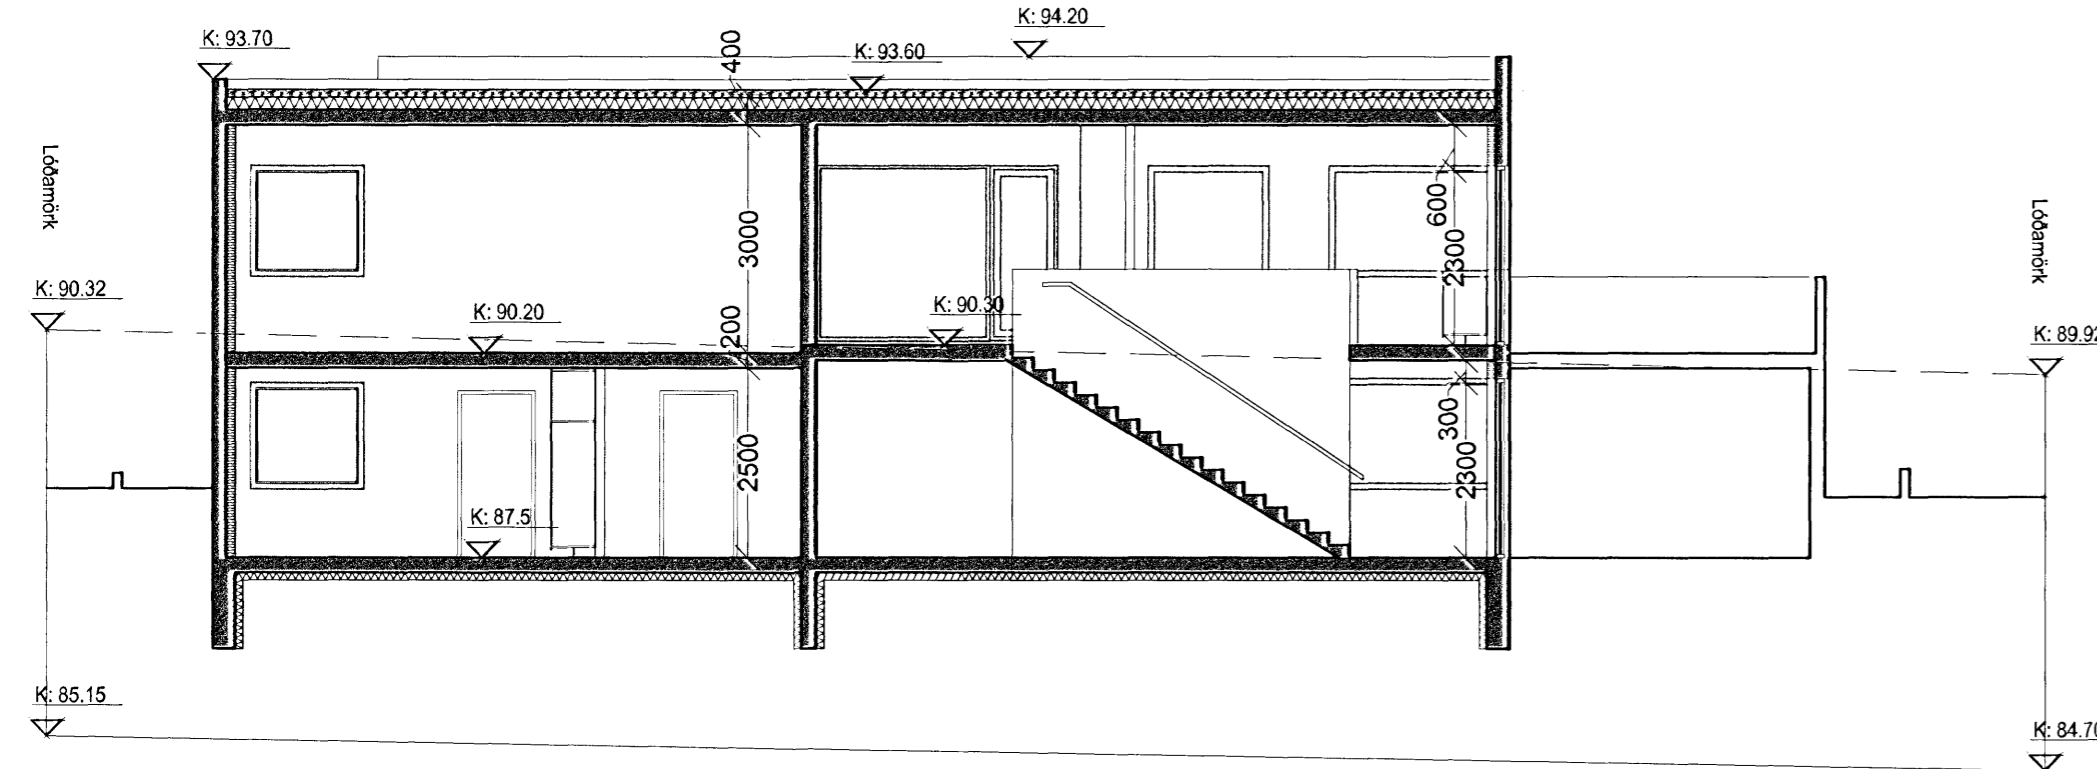 K: 94.20
K: 93.70
400
K: 93.60
Lóðamörk
600
Lóðamörk
3000
2300
K: 90.32
K: 90.20
K: 90.30
200
K: 89.92
300
2500
2300
K: 87.5
K: 85.15
K: 84.70